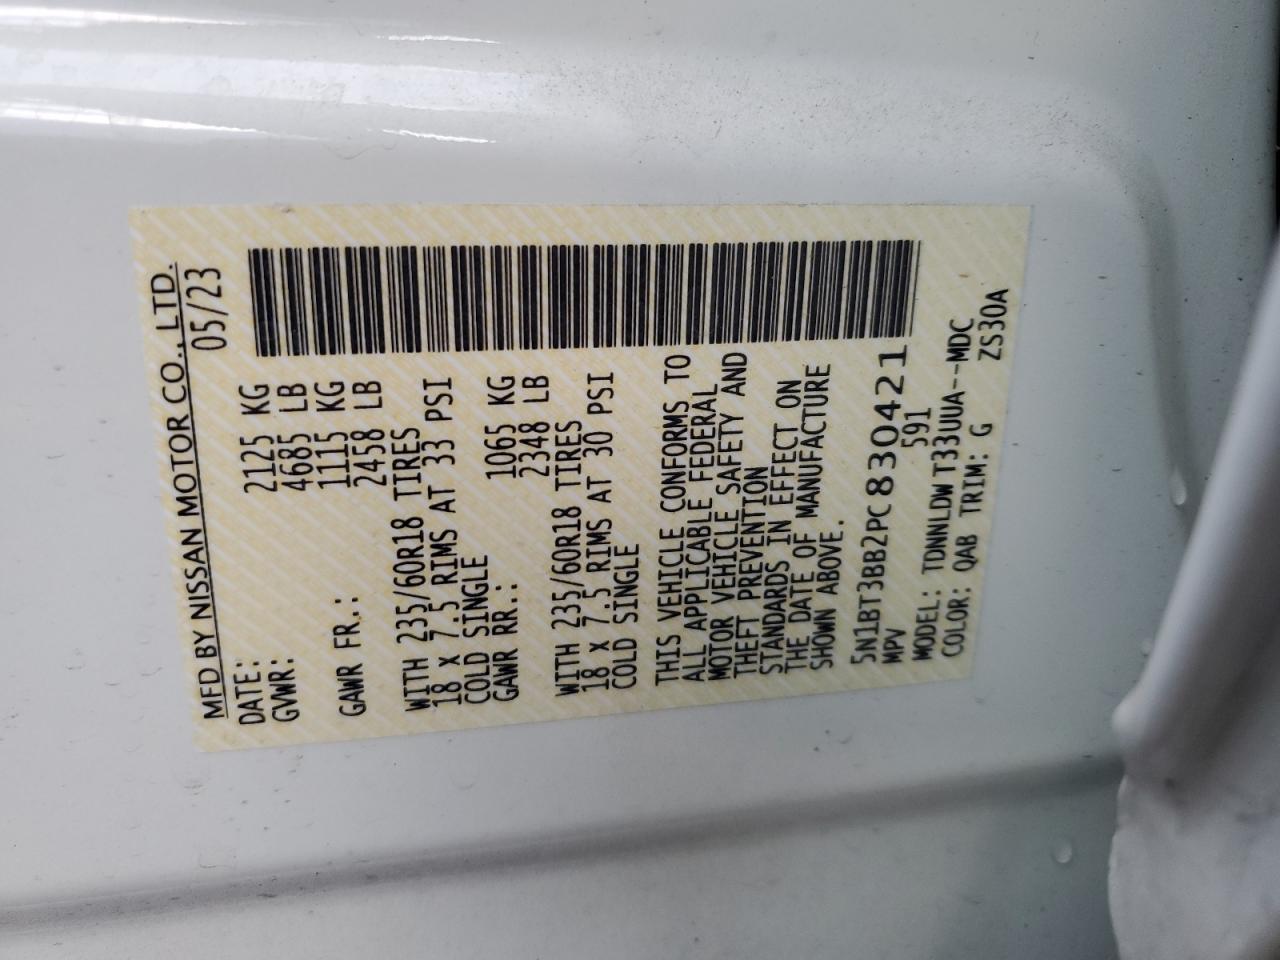 MFD BY NISSAN MOTOR CO., LTD.
DATE: 05/23
GVWR: 2125 KG
4685 LB
GAWR FR.: 1115 KG
2458 LB
WITH 235/60R18 TIRES
18 X 7.5 RIMS AT 33 PSI
COLD SINGLE
GAWR RR.: 1065 KG
2348 LB
WITH 235/60R18 TIRES
18 X 7.5 RIMS AT 30 PSI
COLD SINGLE
THIS VEHICLE CONFORMS TO
ALL APPLICABLE FEDERAL
MOTOR VEHICLE SAFETY AND
THEFT PREVENTION
STANDARDS IN EFFECT ON
THE DATE OF MANUFACTURE
SHOWN ABOVE.
5N1BT3BB2PC830421
MPV 591
MODEL: TDNNLDW T33UUA--MDC
COLOR: QAB TRIM: G ZS30A